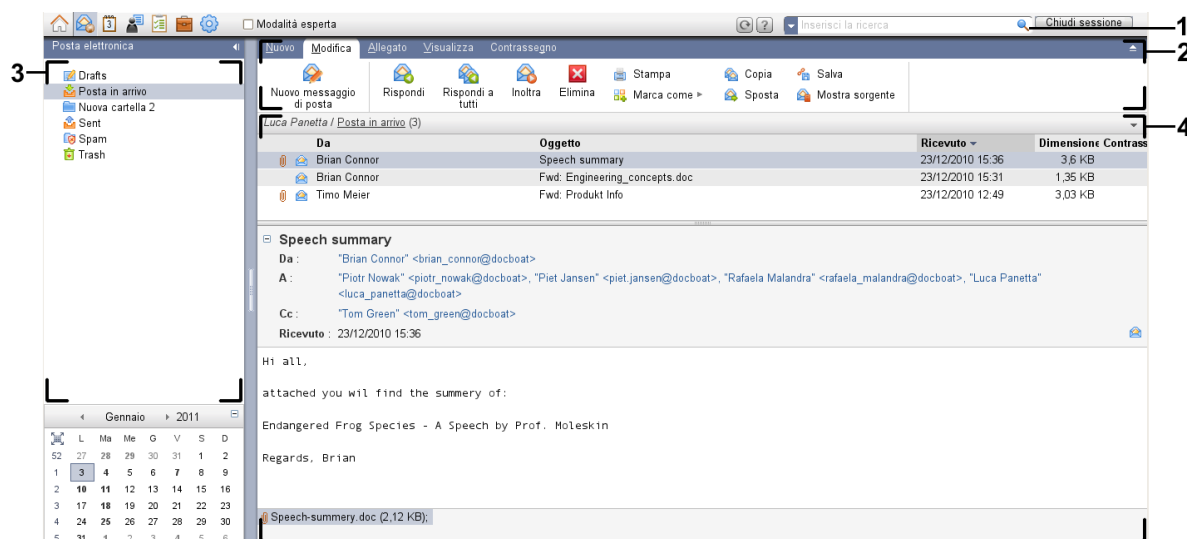 Modalità esperta
Inserisci la ricerca
Chiudi sessione
1
Posta elettronica
Nuovo Modifica Allegato Visualizza Contrassegno
2
3
Drafts
Posta in arrivo
Nuova cartella 2
Sent
Spam
Trash
Nuovo messaggio di posta
Rispondi
Rispondi a tutti
Inoltra
Elimina
Stampa
Marca come
Copia
Sposta
Salva
Mostra sorgente
Luca Panetta / Posta in arrivo (3)
4
Da Oggetto Ricevuto Dimensione Contrass
Brian Connor Speech summary 23/12/2010 15:36 3,6 KB
Brian Connor Fwd: Engineering_concepts.doc 23/12/2010 15:31 1,35 KB
Timo Meier Fwd: Produkt Info 23/12/2010 12:49 3,03 KB
Speech summary
Da : "Brian Connor" <brian_connor@docboat>
A : "Piotr Nowak" <piotr_nowak@docboat>, "Piet Jansen" <piet.jansen@docboat>, "Rafaela Malandra" <rafaela_malandra@docboat>, "Luca Panetta"
<luca_panetta@docboat>
Cc : "Tom Green" <tom_green@docboat>
Ricevuto : 23/12/2010 15:36
Hi all,
attached you wil find the summery of:
Endangered Frog Species - A Speech by Prof. Moleskin
Regards, Brian
Speech-summery.doc (2,12 KB);
Gennaio 2011
L Ma Me G V S D
52 27 28 29 30 31 1 2
1 3 4 5 6 7 8 9
2 10 11 12 13 14 15 16
3 17 18 19 20 21 22 23
4 24 25 26 27 28 29 30
5 31 1 2 3 4 5 6